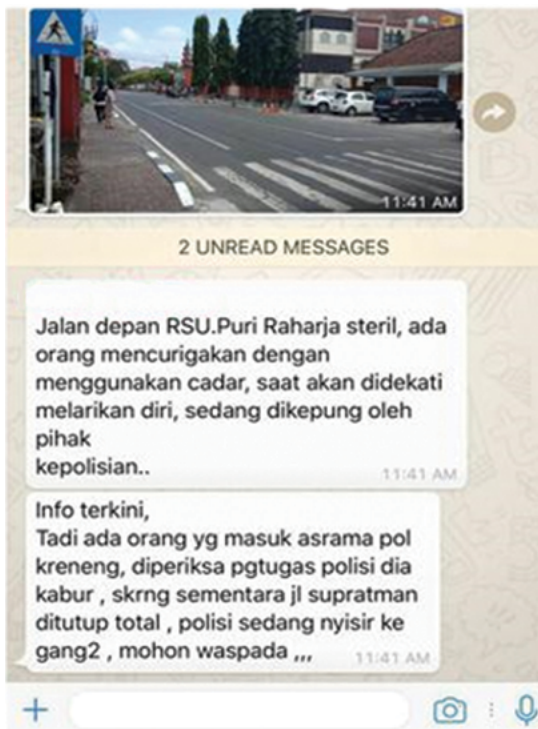 11:41 AM
2 UNREAD MESSAGES
Jalan depan RSU.Puri Raharja steril, ada
orang mencurigakan dengan
menggunakan cadar, saat akan didekati
melarikan diri, sedang dikepung oleh
pihak
kepolisian..
11:41 AM
Info terkini,
Tadi ada orang yg masuk asrama pol
kreneng, diperiksa pgtugas polisi dia
kabur , skrng sementara jl supratman
ditutup total , polisi sedang nyisir ke
gang2 , mohon waspada ,,,
11:41 AM